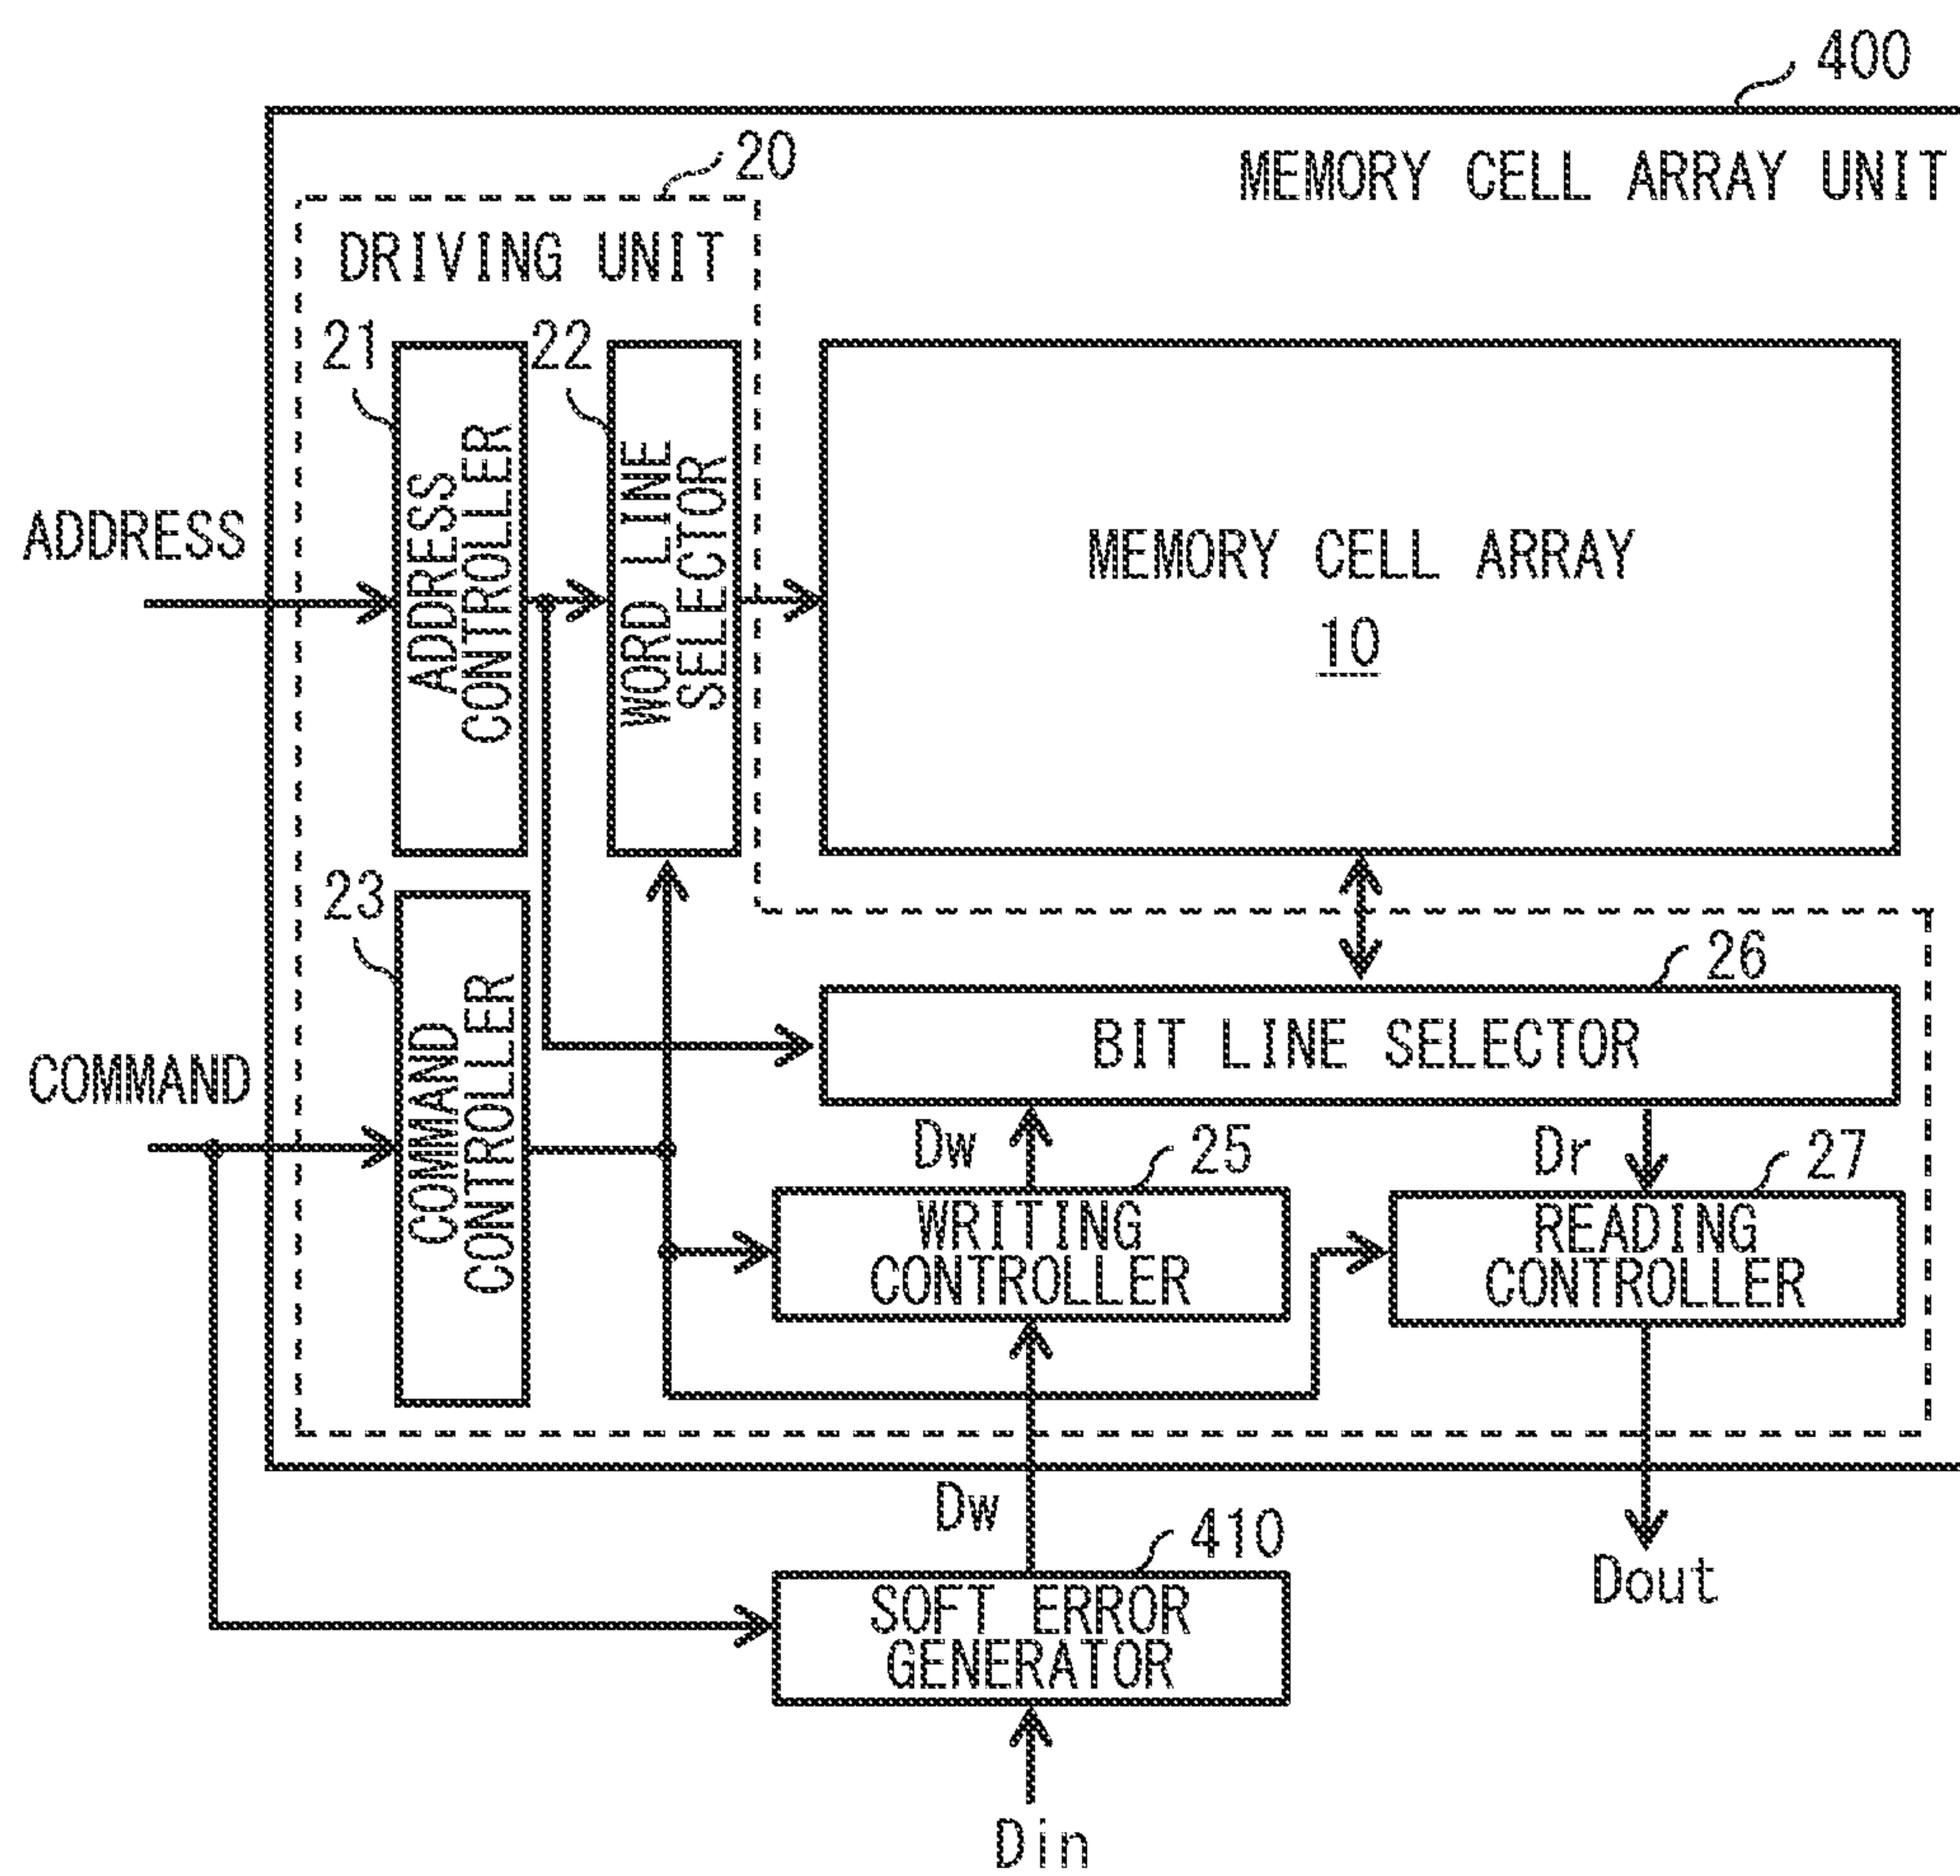 400
MEMORY CELL ARRAY UNIT
20
DRIVING UNIT
21
22
ADDRESS
CONTROLLER
WORD LINE
SELECTOR
ADDRESS
MEMORY CELL ARRAY
10
23
COMMAND
CONTROLLER
26
BIT LINE SELECTOR
COMMAND
Dw
25
Dr
27
WRITING
CONTROLLER
READING
CONTROLLER
Dw
410
SOFT ERROR
GENERATOR
Dout
Din